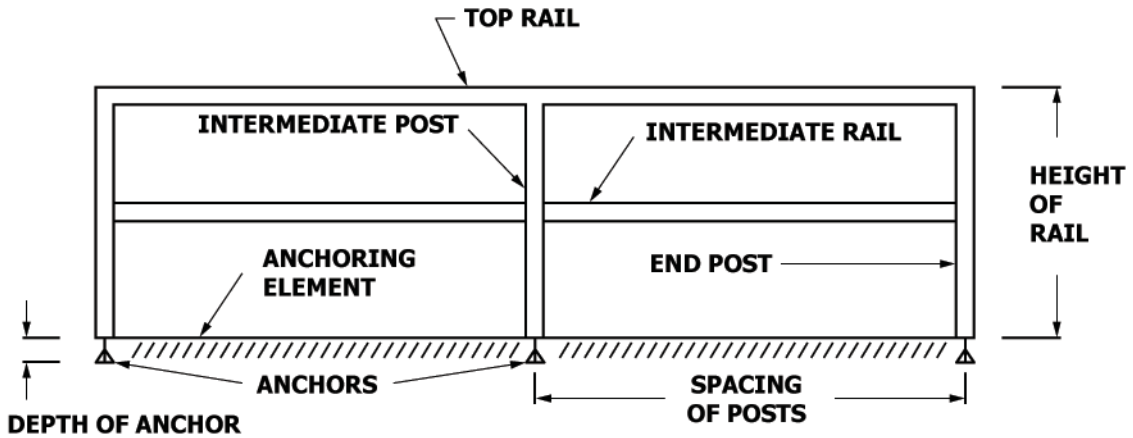 TOP RAIL
INTERMEDIATE POST
INTERMEDIATE RAIL
HEIGHT
OF
RAIL
ANCHORING
ELEMENT
END POST
ANCHORS
SPACING
OF POSTS
DEPTH OF ANCHOR